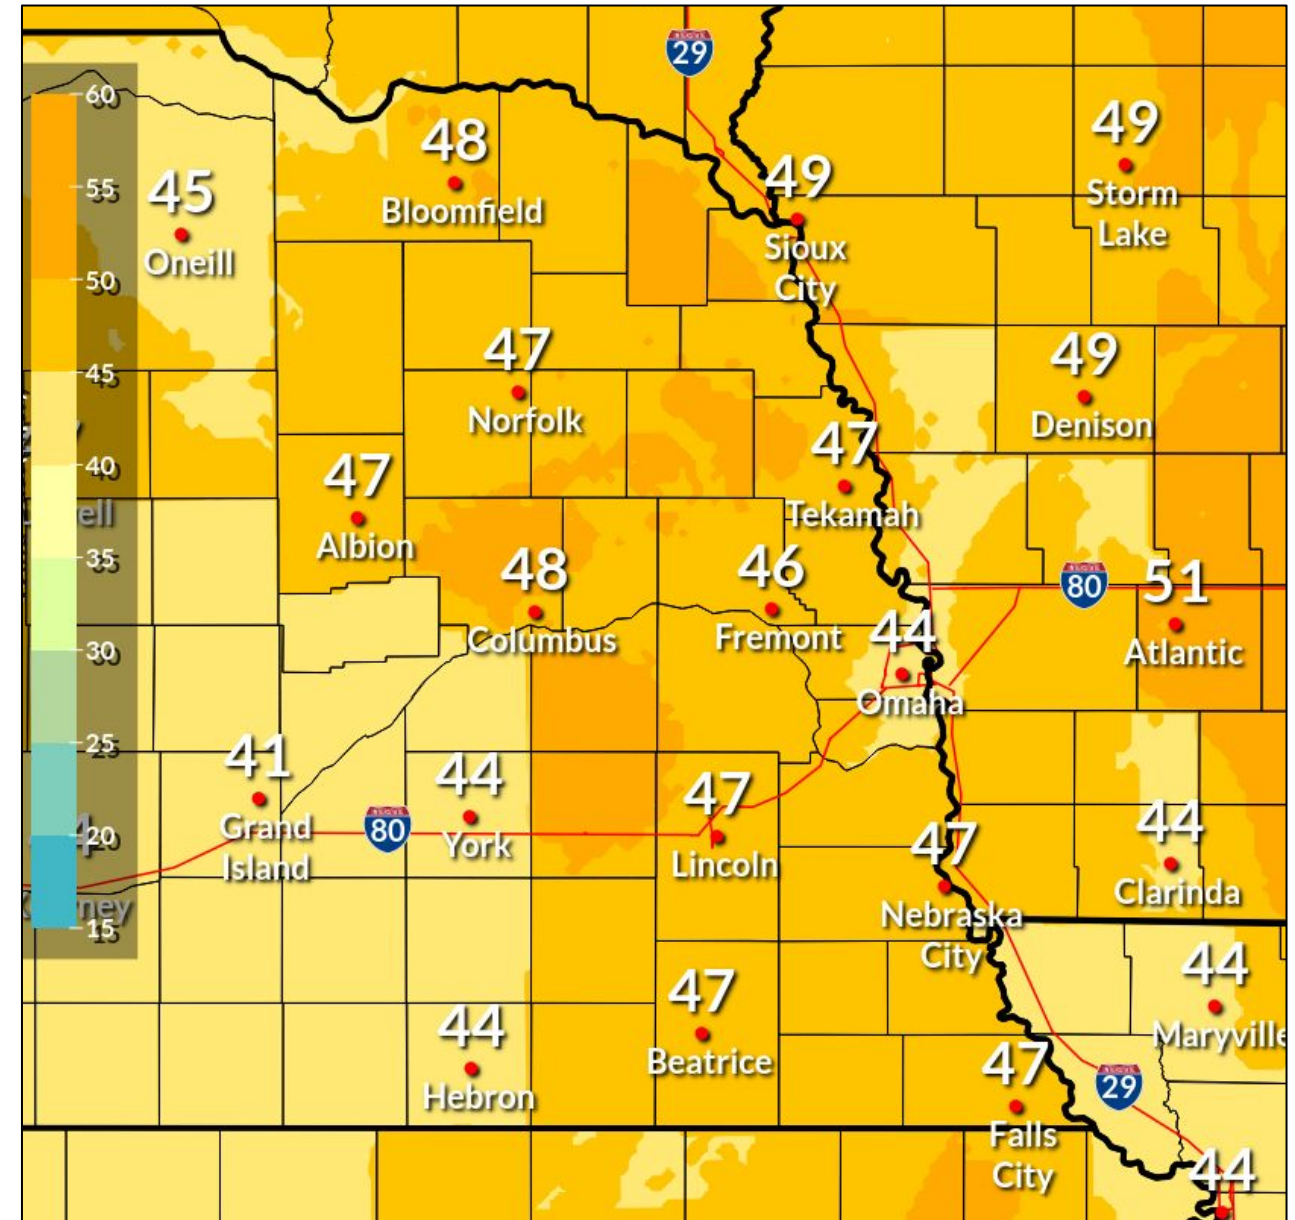 60
55
50
45
40
35
30
25
20
15
29
48
Bloomfield
45
Oneill
49
Sioux
City
49
Storm
Lake
47
Norfolk
49
Denison
47
Albion
47
Tekamah
48
Columbus
46
Fremont
80
51
Atlantic
44
Omaha
41
Grand
Island
80
44
York
47
Lincoln
47
Nebraska
City
44
Clarinda
44
Hebron
47
Beatrice
44
Maryville
47
Falls
City
29
44